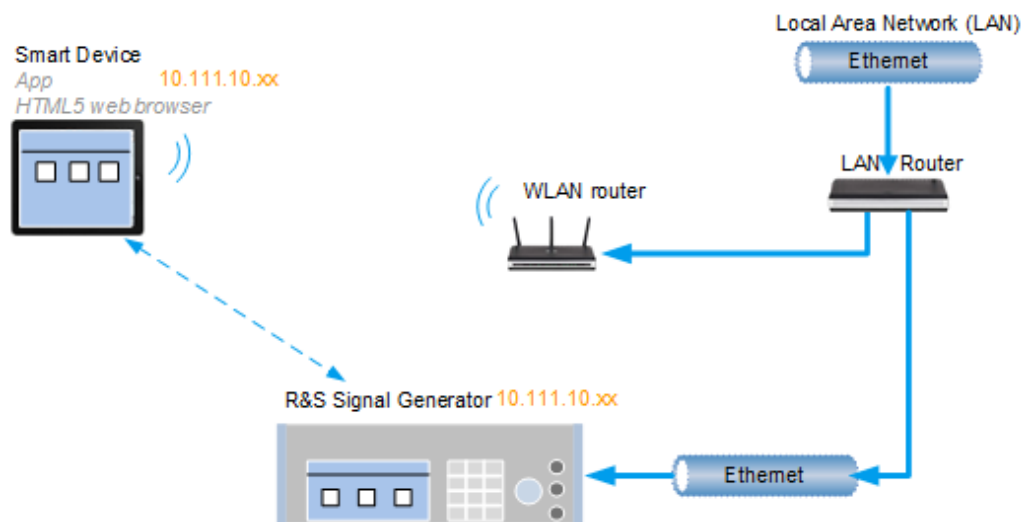 Local Area Network (LAN)
Ethernet
Smart Device
App
10.111.10.xx
HTML5 web browser
LAN Router
WLAN router
R&S Signal Generator 10.111.10.xx
Ethernet